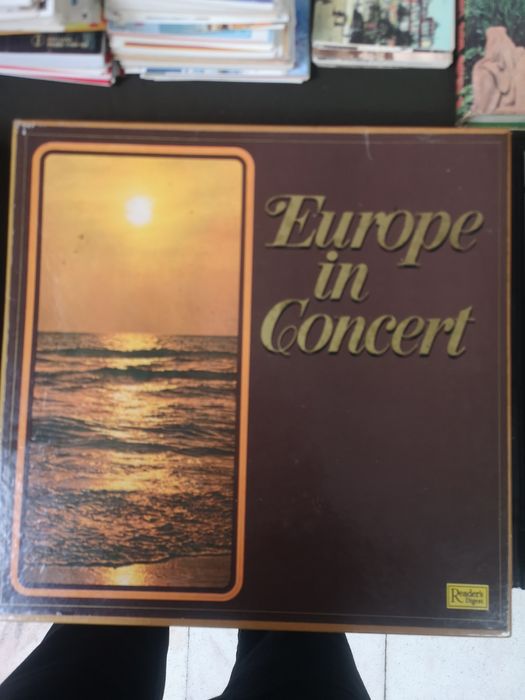 Europe
in
Concert
Reader's
Digest